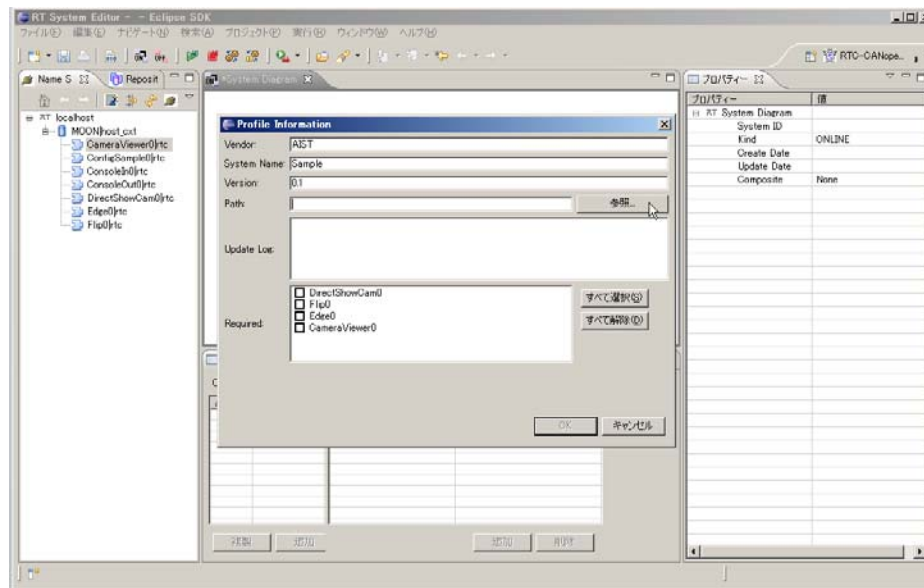 RT System Editor - - Eclipse SDK
ファイル(F) 編集(E) ナビゲート(N) 検索(A) プロジェクト(P) 実行(R) ウィンドウ(W) ヘルプ(H)
RTC-CANope...
Name S
Reposit
*System Diagram
プロパティー
RT localhost
MOON|host_cxt
CameraViewer0|rtc
ConfigSample0|rtc
ConsoleIn0|rtc
ConsoleOut0|rtc
DirectShowCam0|rtc
Edge0|rtc
Flip0|rtc
Profile Information
Vendor: AIST
System Name: Sample
Version: 0.1
Path: 参照...
Update Log:
Required:
DirectShowCam0
Flip0
Edge0
CameraViewer0
すべて選択(S)
すべて解除(D)
OK キャンセル
複製 追加 追加 削除
プロパティー 値
RT System Diagram
System ID
Kind ONLINE
Create Date
Update Date
Composite None